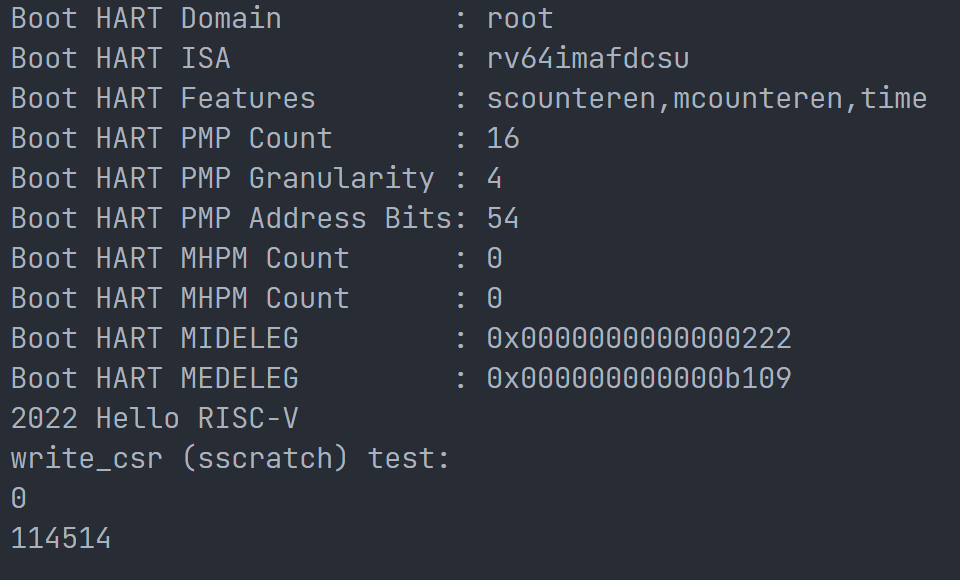 Boot HART Domain          : root
Boot HART ISA             : rv64imafdcsu
Boot HART Features        : scounteren,mcounteren,time
Boot HART PMP Count       : 16
Boot HART PMP Granularity : 4
Boot HART PMP Address Bits: 54
Boot HART MHPM Count      : 0
Boot HART MHPM Count      : 0
Boot HART MIDELEG         : 0x0000000000000222
Boot HART MEDELEG         : 0x000000000000b109
2022 Hello RISC-V
write_csr (sscratch) test:
0
114514